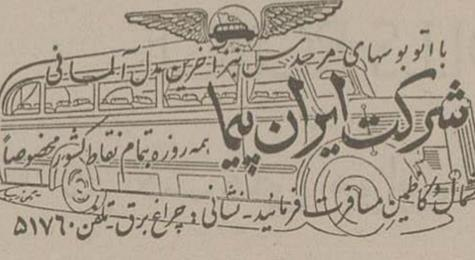 با اتوبوسهای مرسدس بنز آخرین مدل آلمانی
شرکت ایران پیما
همه روزه بتمام نقاط کشور مخصوصاً
شمال و کاظمین مسافرت فرمائید - نشانی : چراغ برق - تلفن ۵۱۷۶۰